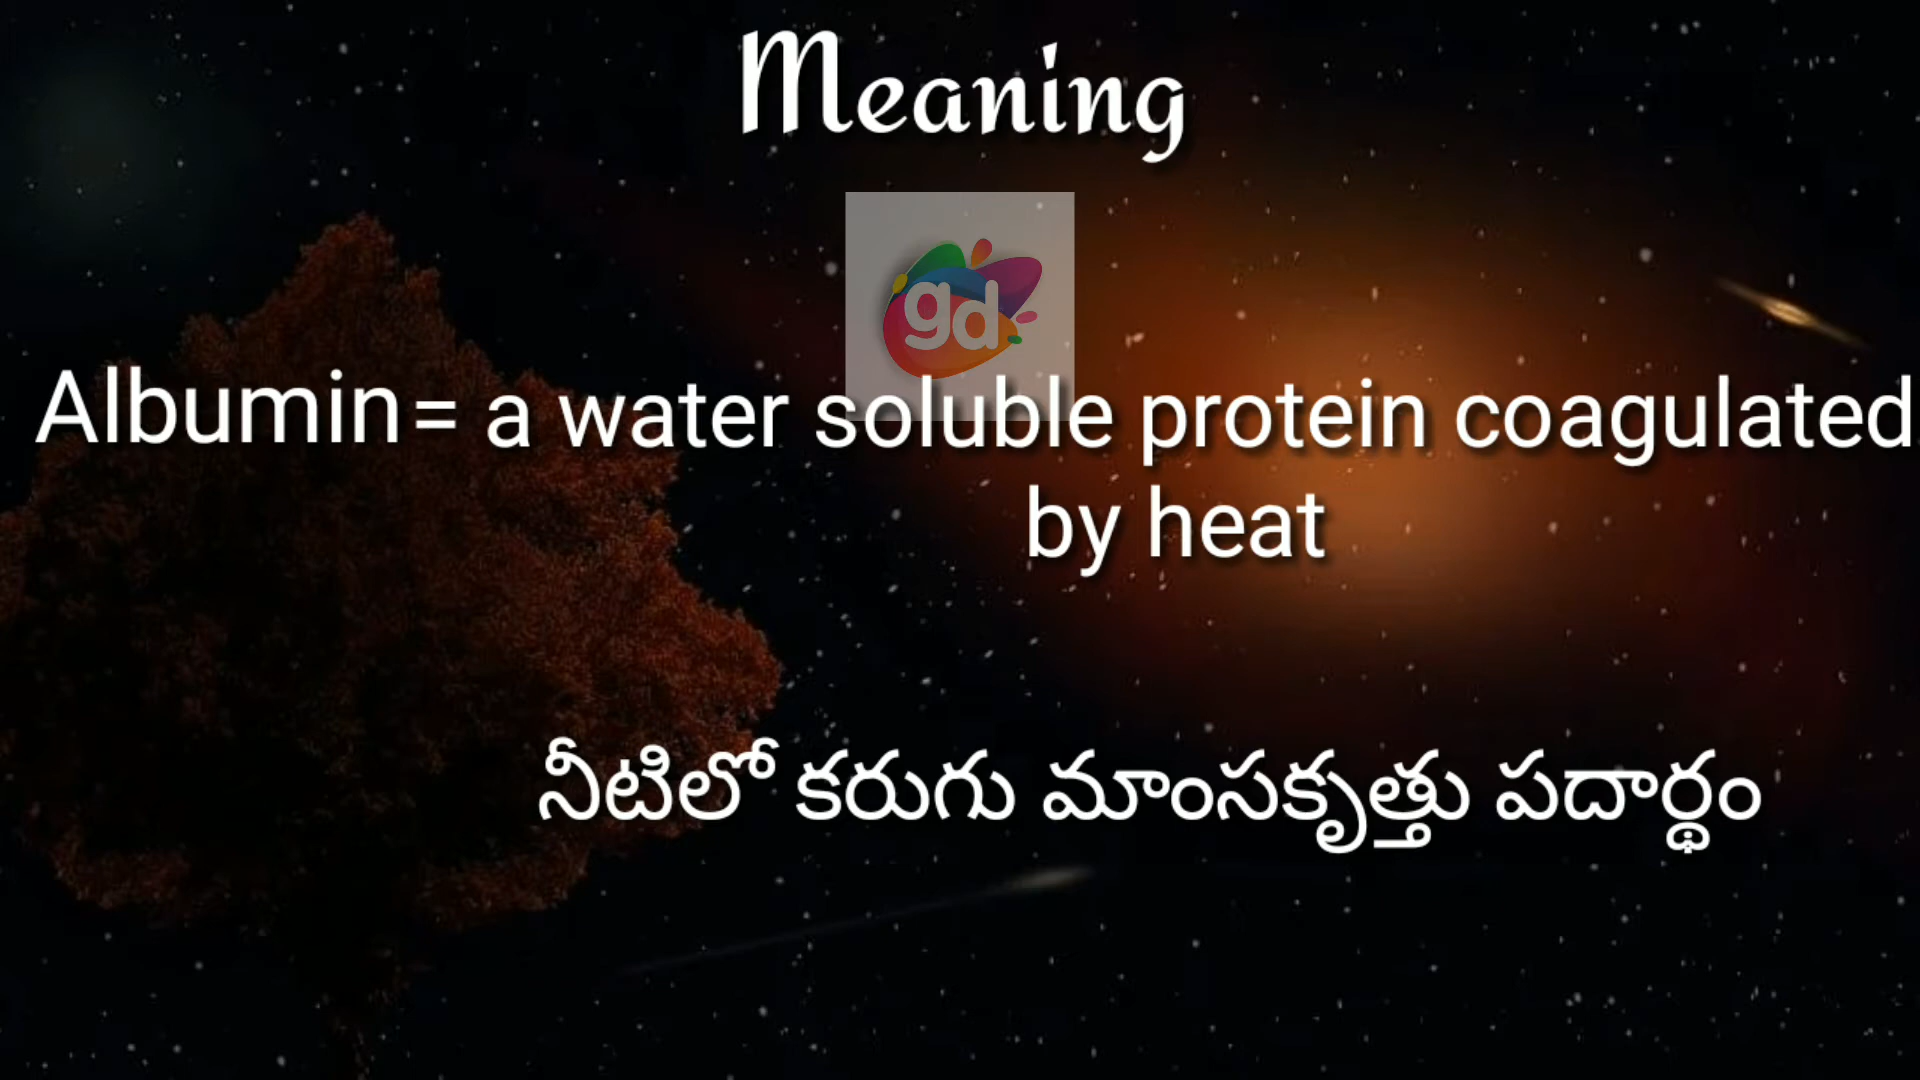 Meaning
gd
Albumin= a water soluble protein coagulated
by heat
నీటిలో కరుగు మాంసకృత్తు పదార్థం